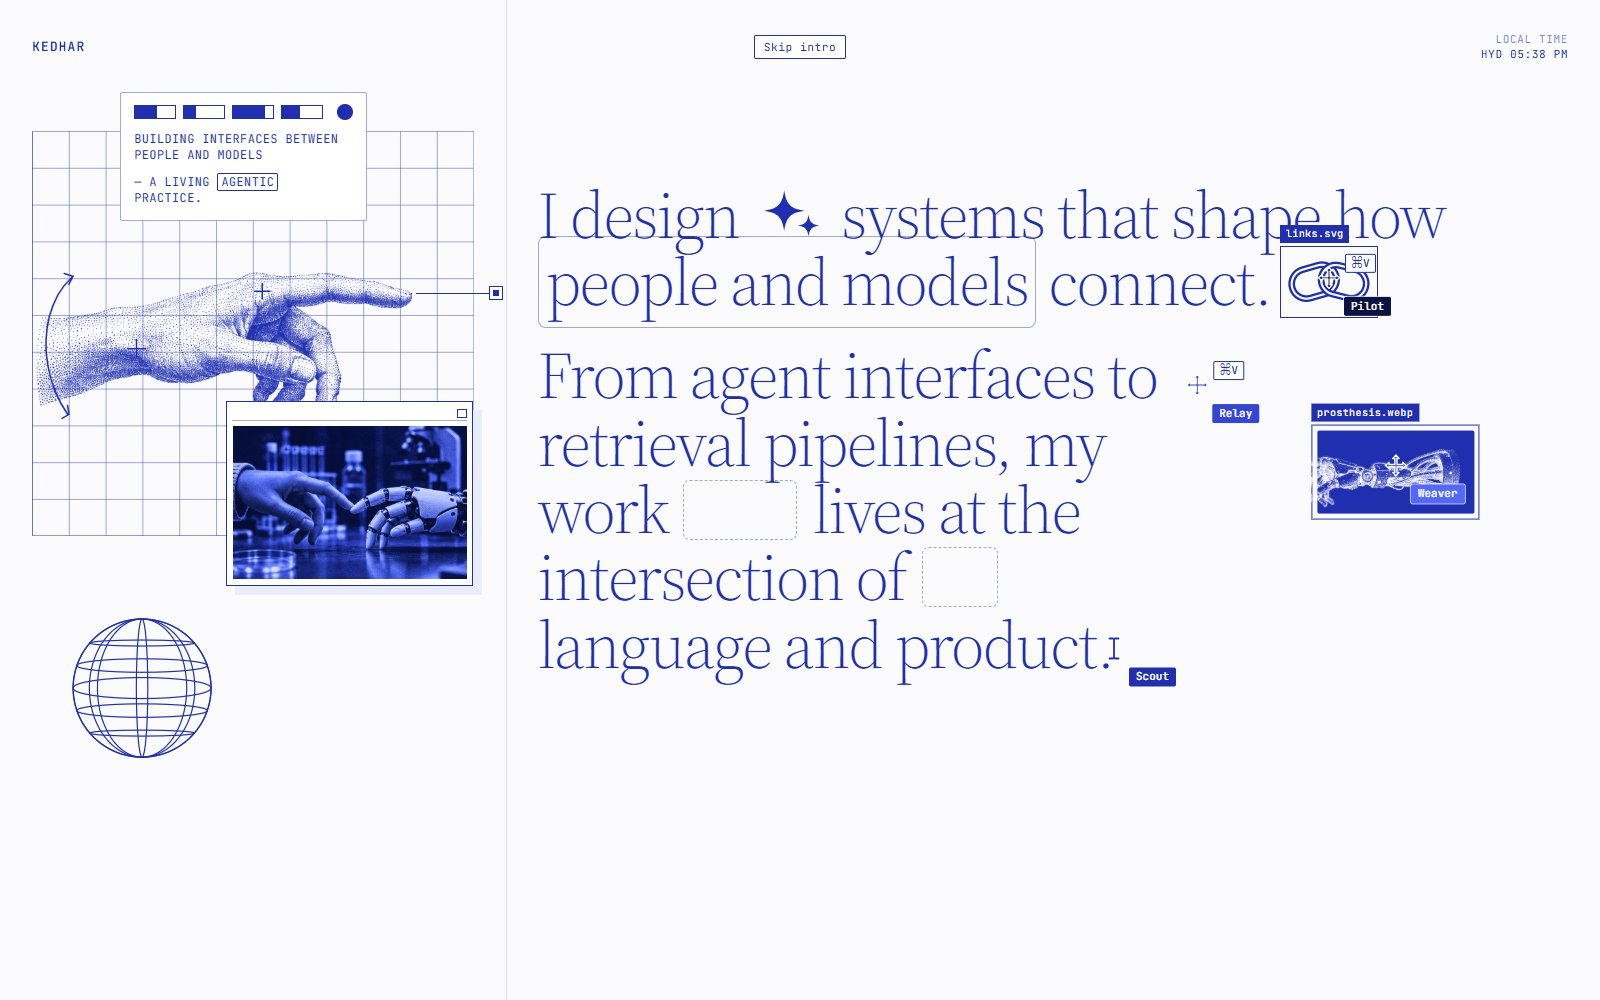 KEDHAR
Skip intro
LOCAL TIME
HYD 05:38 PM
BUILDING INTERFACES BETWEEN
PEOPLE AND MODELS
— A LIVING AGENTIC
PRACTICE.
I design systems that shape how
people and models connect.
links.svg
⌘V
Pilot
From agent interfaces to
retrieval pipelines, my
work lives at the
intersection of
language and product.
⌘V
Relay
prosthesis.webp
Weaver
Scout